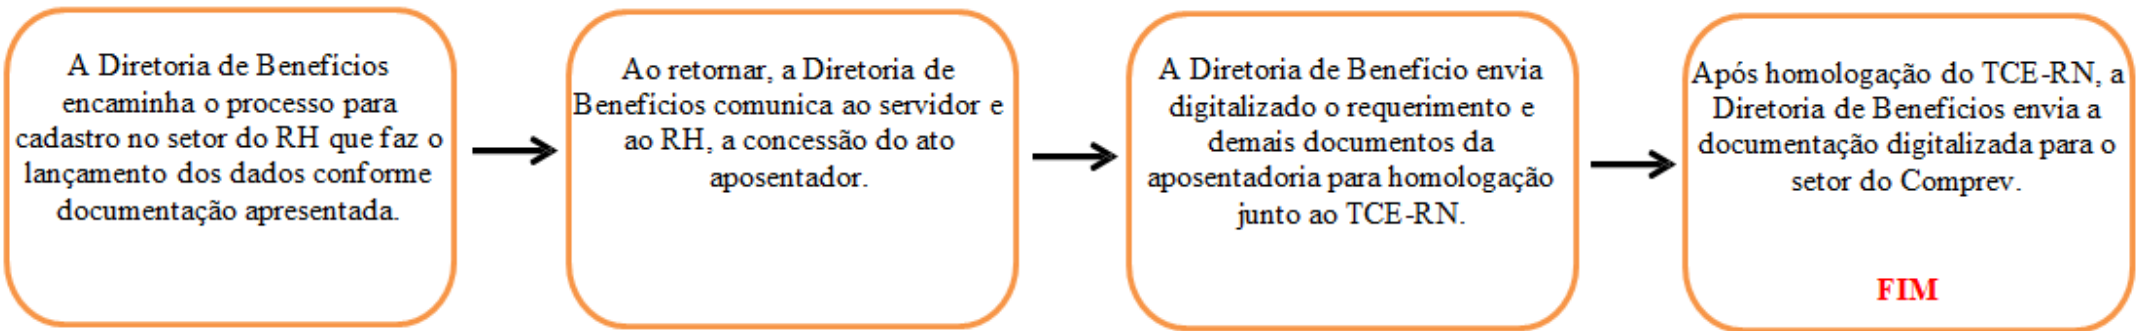 A Diretoria de Benefícios
encaminha o processo para
cadastro no setor do RH que faz o
lançamento dos dados conforme
documentação apresentada.
Ao retornar, a Diretoria de
Benefícios comunica ao servidor e
ao RH, a concessão do ato
aposentador.
A Diretoria de Benefício envia
digitalizado o requerimento e
demais documentos da
aposentadoria para homologação
junto ao TCE-RN.
Após homologação do TCE-RN, a
Diretoria de Benefícios envia a
documentação digitalizada para o
setor do Comprev.
FIM